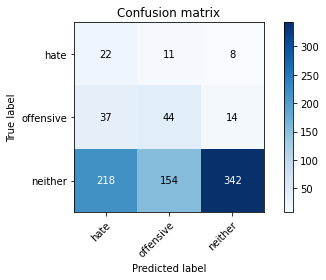 Confusion matrix
hate 22 11 8
offensive 37 44 14
neither 218 154 342
hate offensive neither
True label
Predicted label
300
250
200
150
100
50